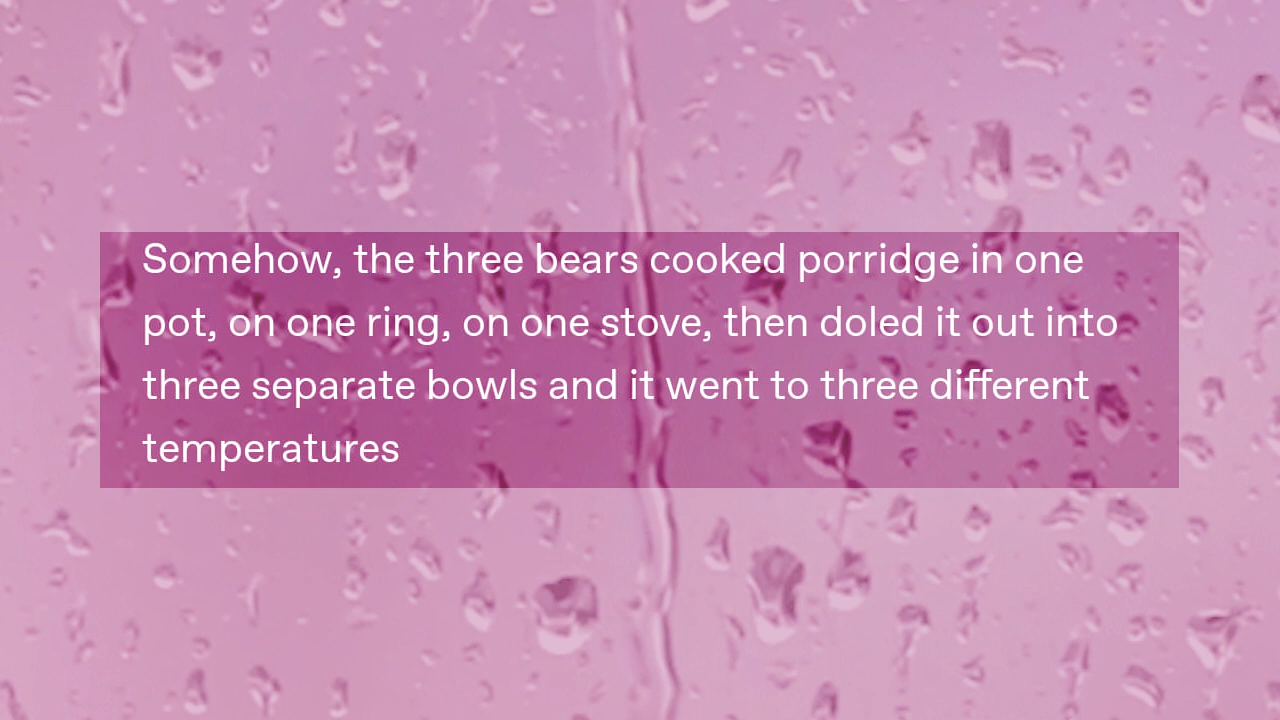 Somehow, the three bears cooked porridge in one
pot, on one ring, on one stove, then doled it out into
three separate bowls and it went to three different
temperatures